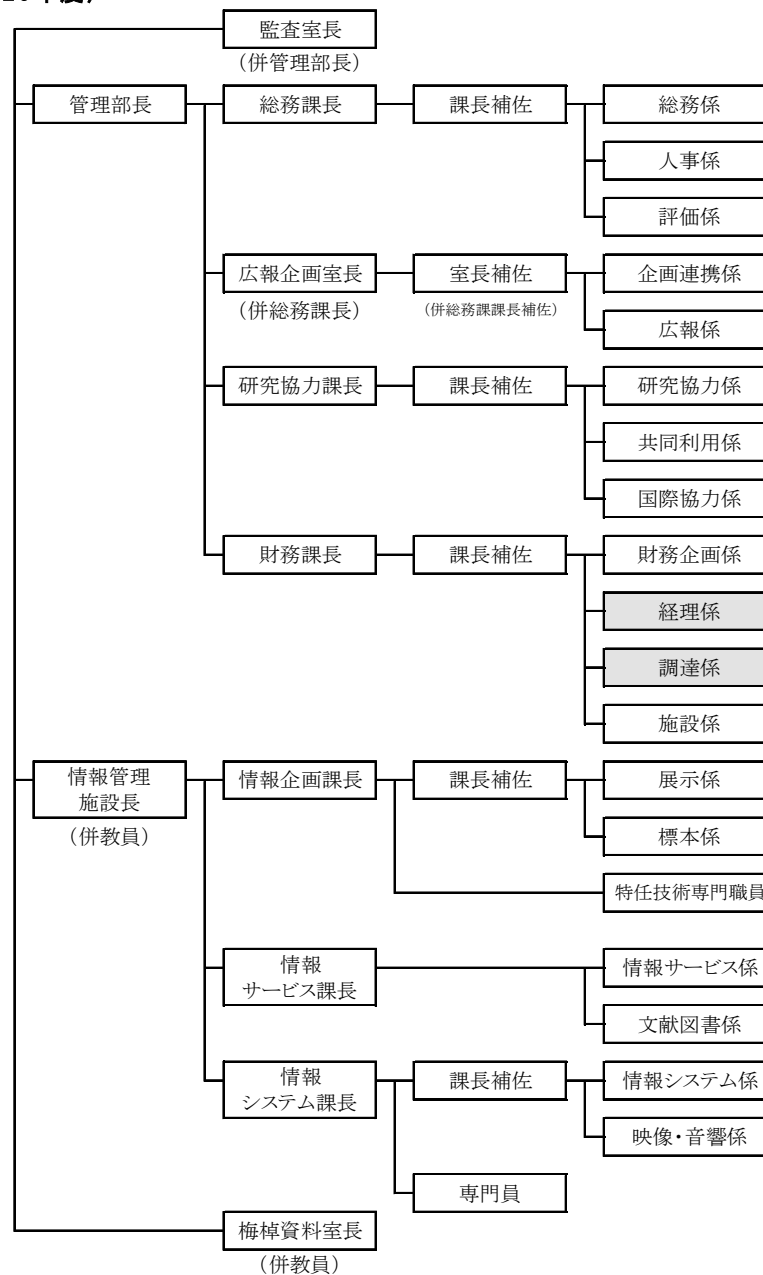 監査室長
（併管理部長）
管理部長
総務課長
課長補佐
総務係
人事係
評価係
広報企画室長
室長補佐
企画連携係
（併総務課長）
（併総務課課長補佐）
広報係
研究協力課長
課長補佐
研究協力係
共同利用係
国際協力係
財務課長
課長補佐
財務企画係
経理係
調達係
施設係
情報管理
施設長
（併教員）
情報企画課長
課長補佐
展示係
標本係
特任技術専門職員
情報
サービス課長
情報サービス係
文献図書係
情報
システム課長
課長補佐
情報システム係
映像・音響係
専門員
梅棹資料室長
（併教員）